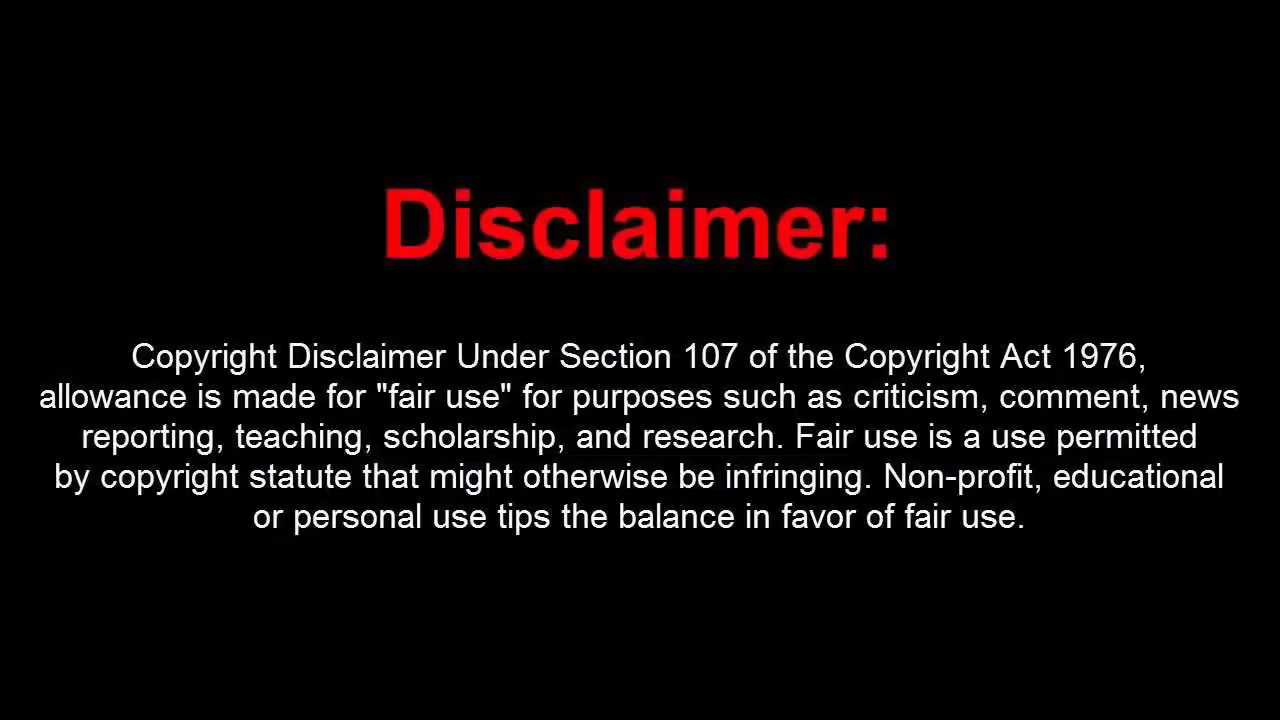 Disclaimer:
Copyright Disclaimer Under Section 107 of the Copyright Act 1976,
allowance is made for "fair use" for purposes such as criticism, comment, news
reporting, teaching, scholarship, and research. Fair use is a use permitted
by copyright statute that might otherwise be infringing. Non-profit, educational
or personal use tips the balance in favor of fair use.